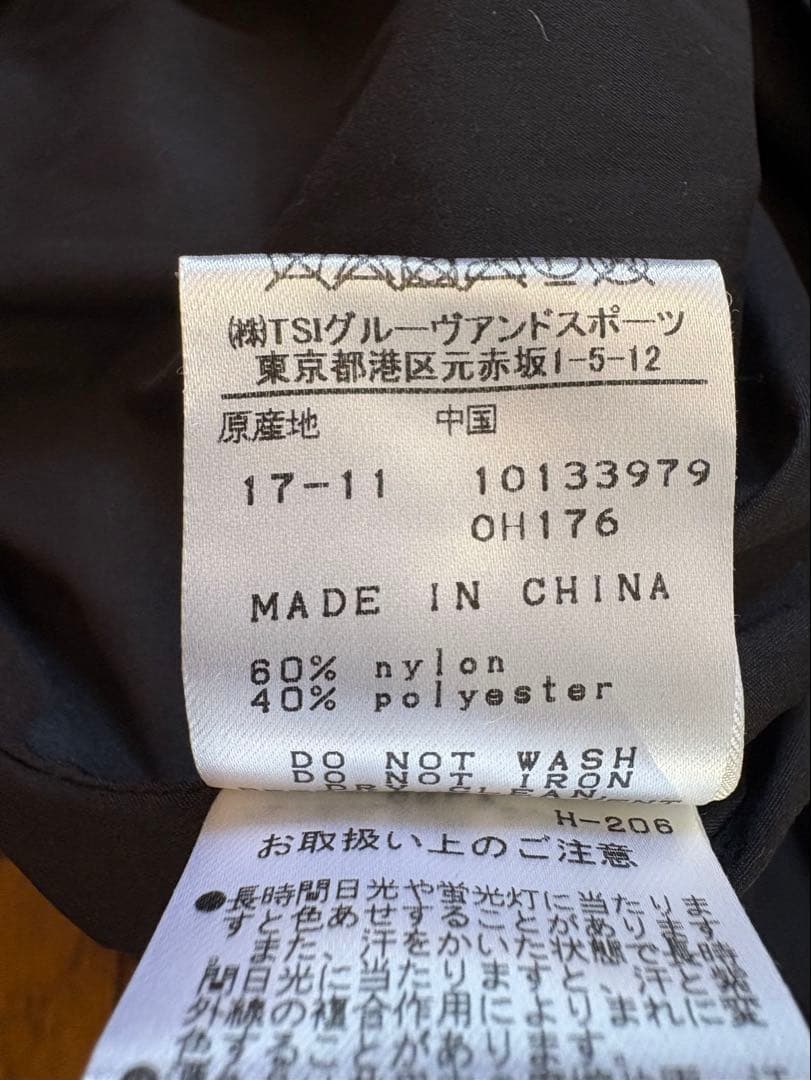 ㈱TSIグルーヴアンドスポーツ
東京都港区元赤坂1-5-12
原産地 中国
17-11 10133979
0H176
MADE IN CHINA
60% nylon
40% polyester
DO NOT WASH
DO NOT IRON
H-206
お取扱い上のご注意
●長時間日光や蛍光灯に当たりま
すと色あせすることがあります
また、汗をかいた状態で長時
間日光に当たりますと、汗と紫
外線の複合作用によりまれに変
色することがあります。